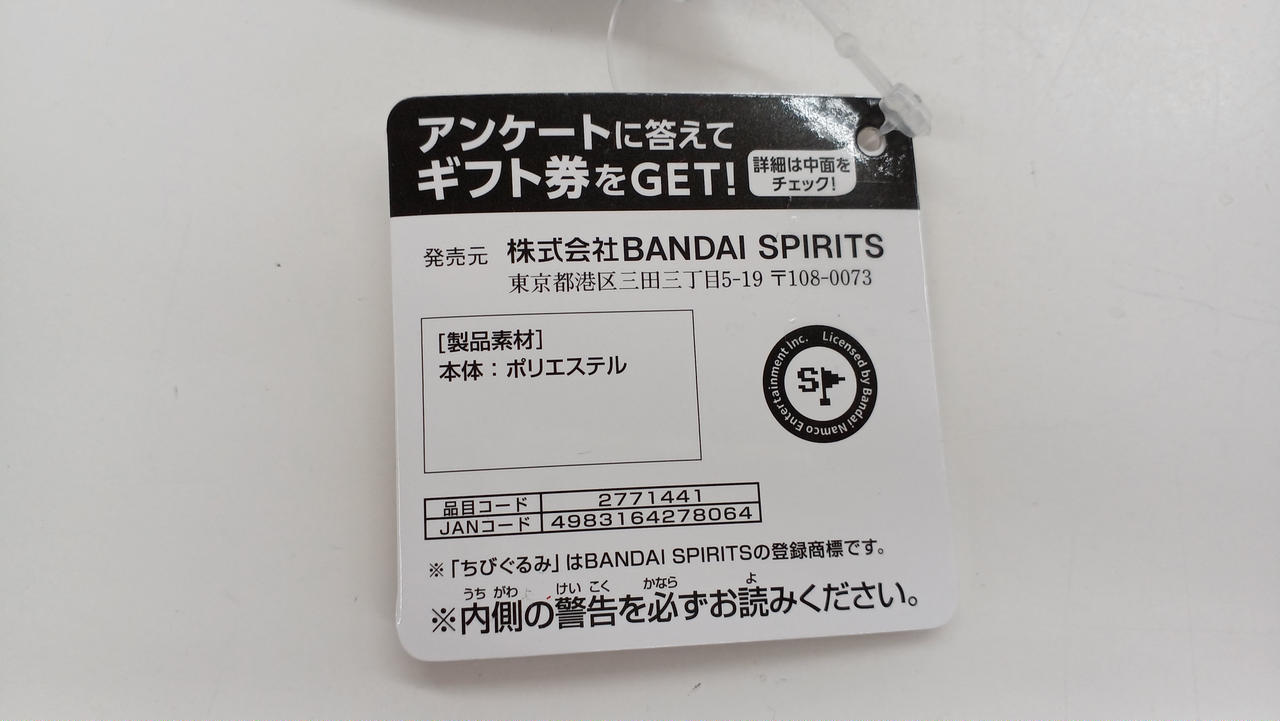 アンケートに答えて
ギフト券をGET!
詳細は中面を
チェック!
発売元 株式会社BANDAI SPIRITS
東京都港区三田三丁目5-19 〒108-0073
[製品素材]
本体：ポリエステル
Licensed by Bandai Namco Entertainment Inc.
SP
品目コード 2771441
JANコード 4983164278064
※「ちびぐるみ」はBANDAI SPIRITSの登録商標です。
うち がわ けい こく かなら よ
※内側の警告を必ずお読みください。